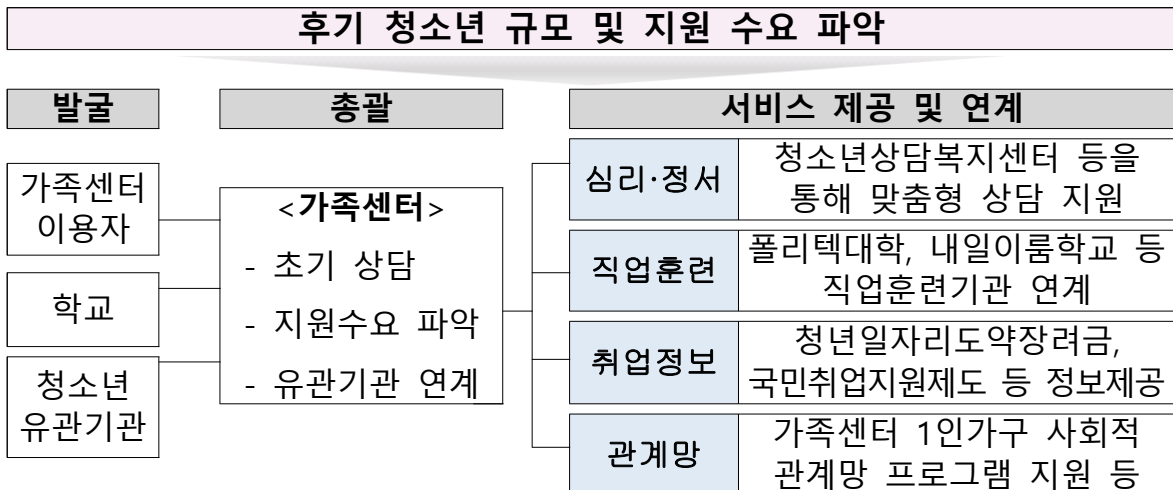 후기 청소년 규모 및 지원 수요 파악
발굴
총괄
서비스 제공 및 연계
가족센터
이용자
학교
청소년
유관기관
<가족센터>
- 초기 상담
- 지원수요 파악
- 유관기관 연계
심리·정서
청소년상담복지센터 등을
통해 맞춤형 상담 지원
직업훈련
폴리텍대학, 내일이룸학교 등
직업훈련기관 연계
취업정보
청년일자리도약장려금,
국민취업지원제도 등 정보제공
관계망
가족센터 1인가구 사회적
관계망 프로그램 지원 등